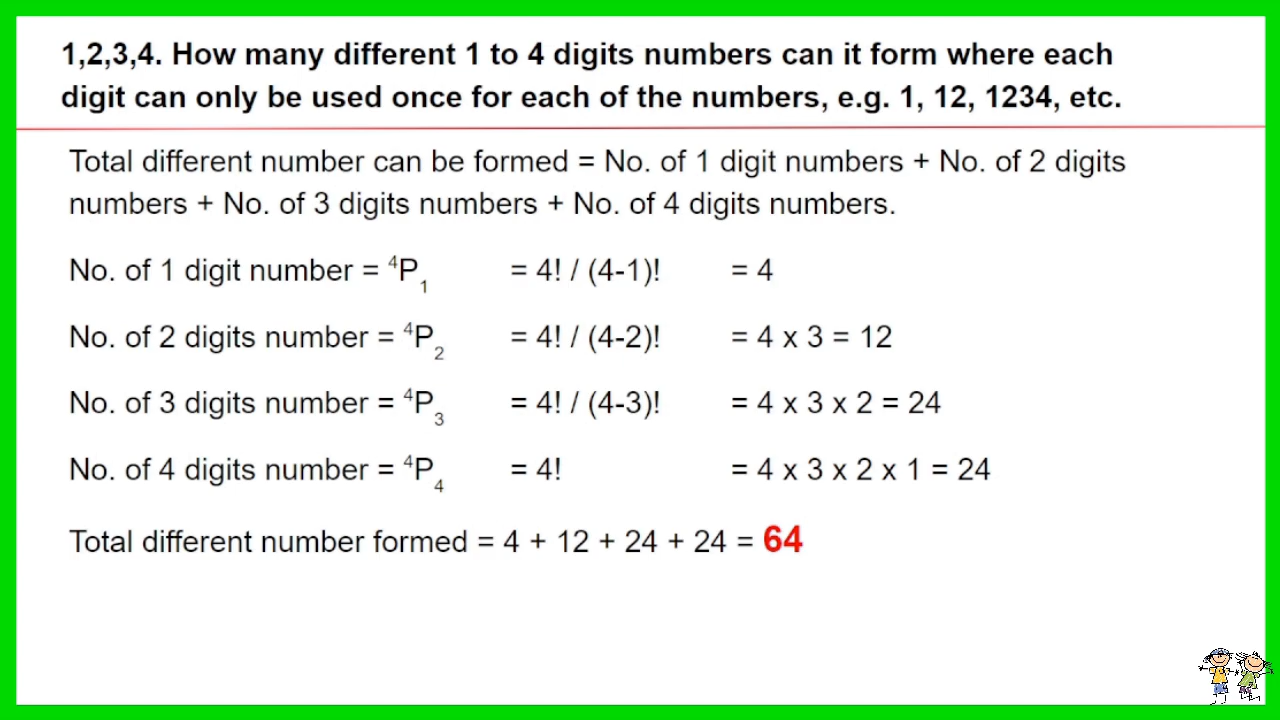 1,2,3,4. How many different 1 to 4 digits numbers can it form where each
digit can only be used once for each of the numbers, e.g. 1, 12, 1234, etc.
Total different number can be formed = No. of 1 digit numbers + No. of 2 digits
numbers + No. of 3 digits numbers + No. of 4 digits numbers.
No. of 1 digit number = ⁴P₁ = 4! / (4-1)! = 4
No. of 2 digits number = ⁴P₂ = 4! / (4-2)! = 4 x 3 = 12
No. of 3 digits number = ⁴P₃ = 4! / (4-3)! = 4 x 3 x 2 = 24
No. of 4 digits number = ⁴P₄ = 4! = 4 x 3 x 2 x 1 = 24
Total different number formed = 4 + 12 + 24 + 24 = 64